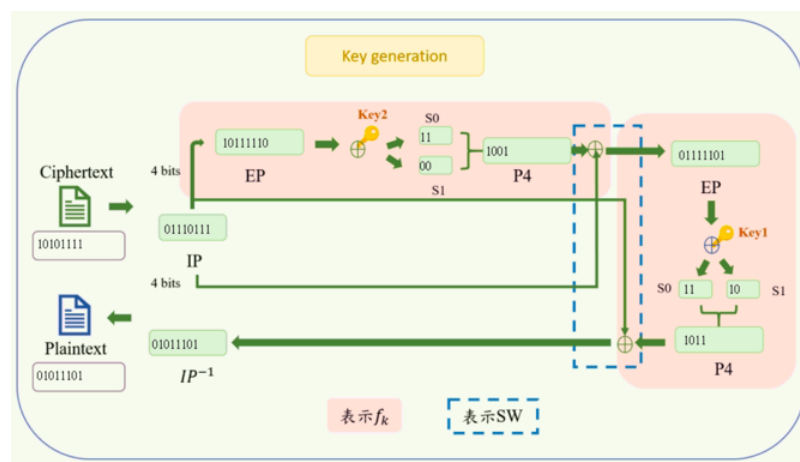 Key generation
Key2
S0
10111110
11
1001
4 bits
EP
00
P4
S1
01111101
EP
Ciphertext
10101111
01110111
IP
Key1
4 bits
S0
11
10
S1
1011
P4
Plaintext
01011101
01011101
IP⁻¹
表示fₖ
表示SW